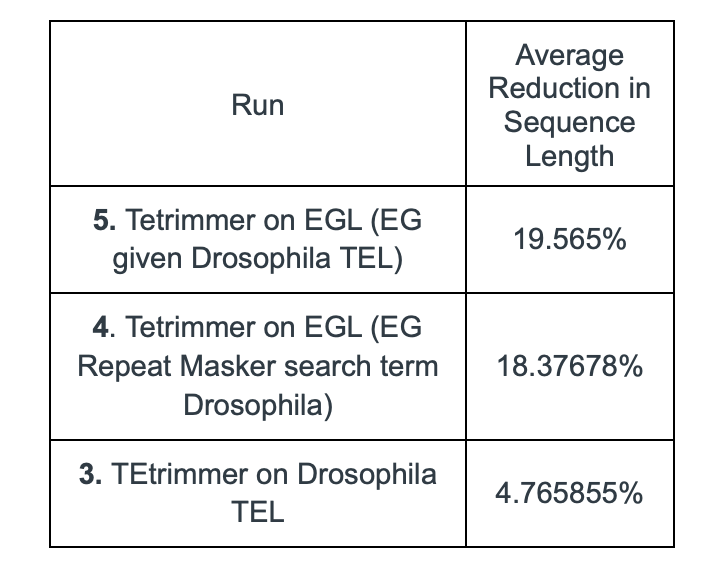 Run
Average
Reduction in
Sequence
Length
5. Tetrimmer on EGL (EG
given Drosophila TEL)
19.565%
4. Tetrimmer on EGL (EG
Repeat Masker search term
Drosophila)
18.37678%
3. TEtrimmer on Drosophila
TEL
4.765855%